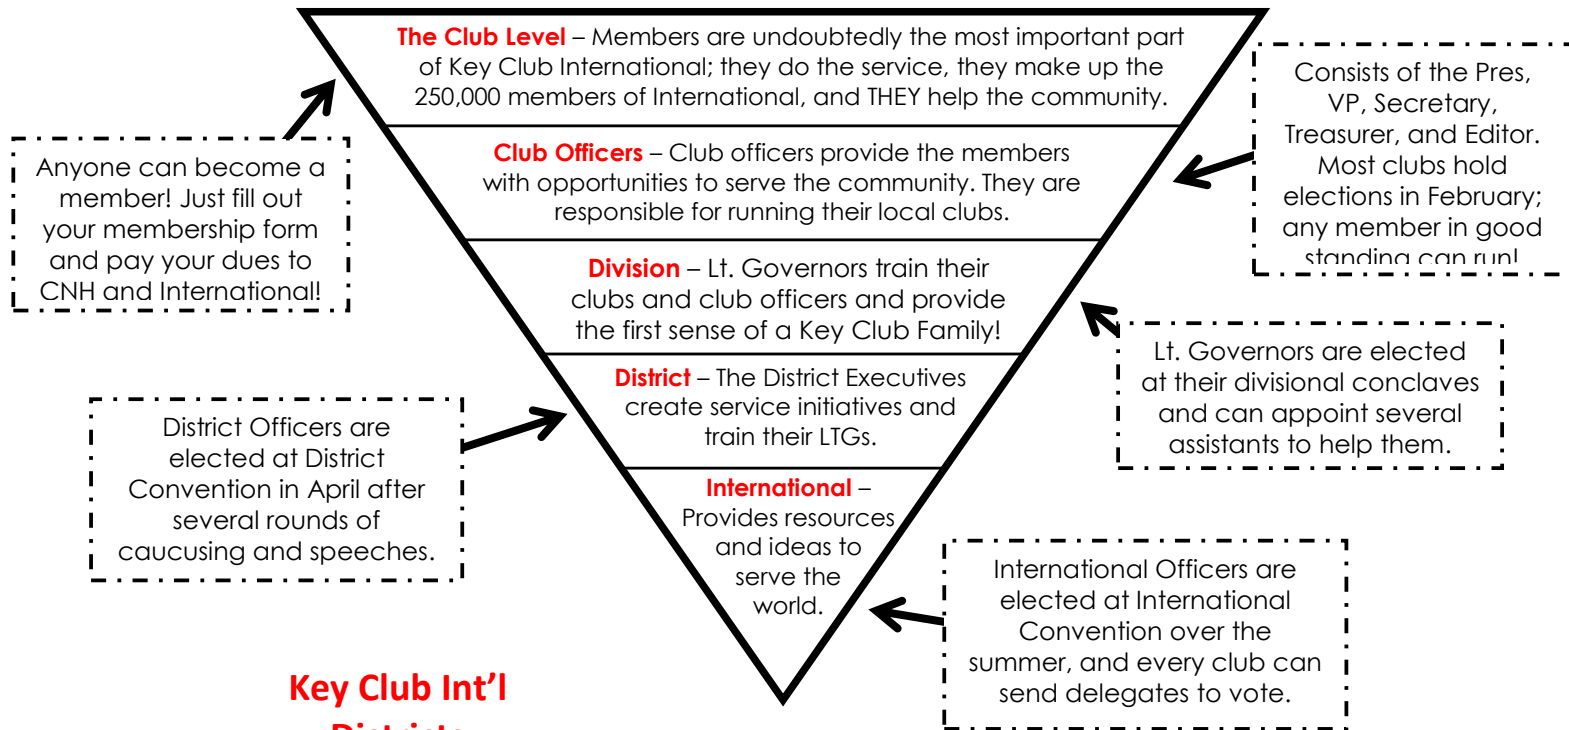 The Club Level – Members are undoubtedly the most important part
of Key Club International; they do the service, they make up the
250,000 members of International, and THEY help the community.
Anyone can become a
member! Just fill out
your membership form
and pay your dues to
CNH and International!
Club Officers – Club officers provide the members
with opportunities to serve the community. They are
responsible for running their local clubs.
Consists of the Pres,
VP, Secretary,
Treasurer, and Editor.
Most clubs hold
elections in February;
any member in good
standing can run!
Division – Lt. Governors train their
clubs and club officers and provide
the first sense of a Key Club Family!
Lt. Governors are elected
at their divisional conclaves
and can appoint several
assistants to help them.
District – The District Executives
create service initiatives and
train their LTGs.
District Officers are
elected at District
Convention in April after
several rounds of
caucusing and speeches.
International –
Provides resources
and ideas to
serve the
world.
International Officers are
elected at International
Convention over the
summer, and every club can
send delegates to vote.
Key Club Int'l
Districts